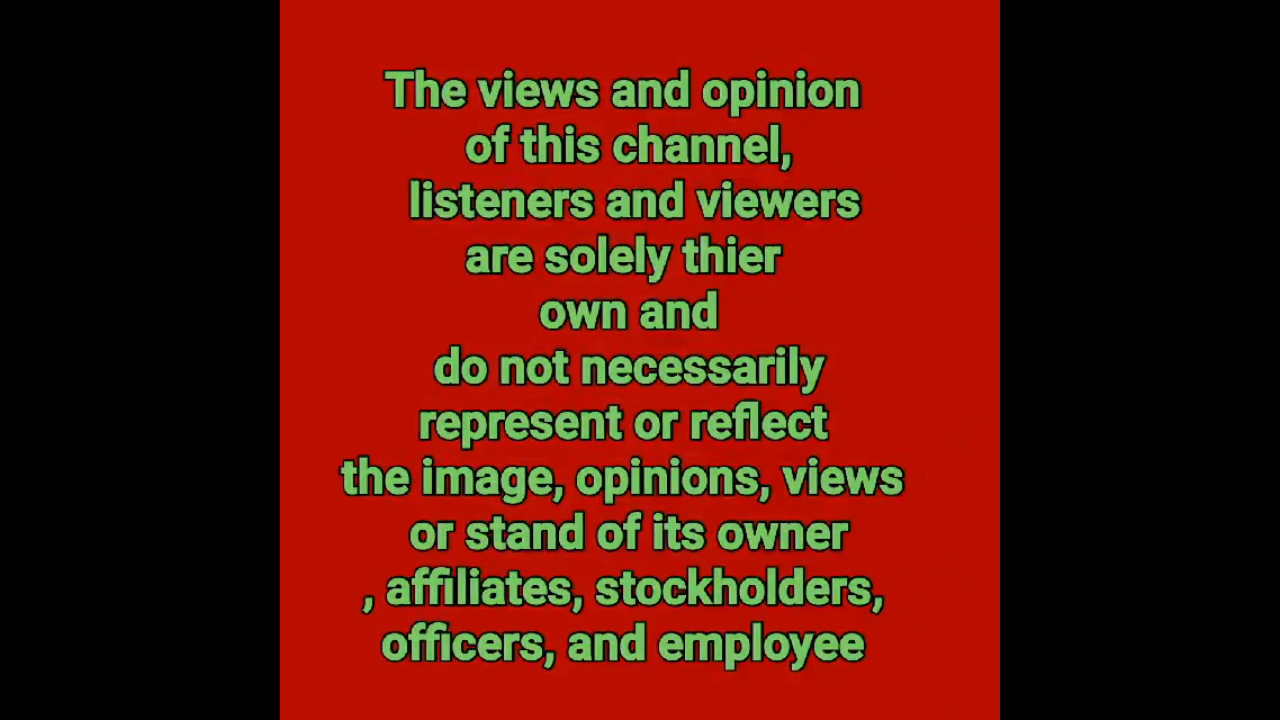 The views and opinion
of this channel,
listeners and viewers
are solely thier
own and
do not necessarily
represent or reflect
the image, opinions, views
or stand of its owner
, affiliates, stockholders,
officers, and employee